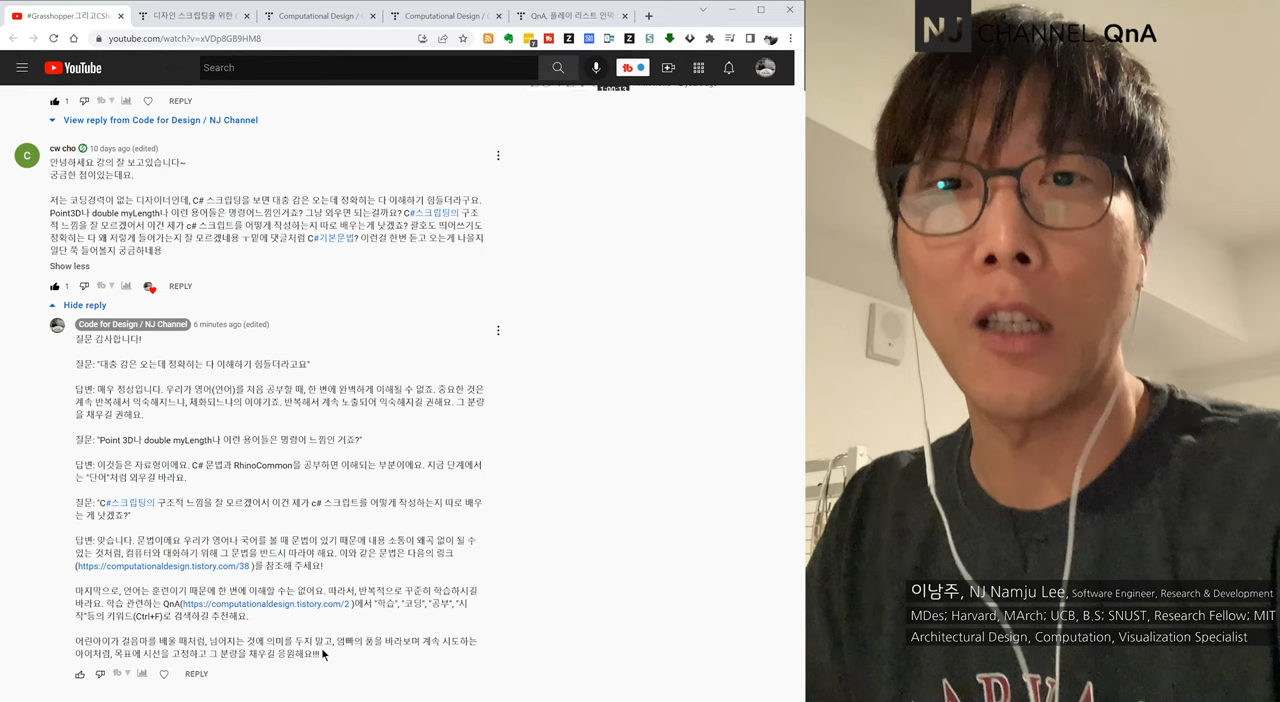 #Grasshopper.그리고CSha
디자인 스크립팅을 위한
Computational Design / C
Computational Design / C
QnA, 플레이 리스트 인덱
youtube.com/watch?v=xVDp8GB9HM8
YouTube
Search
1:00:13
1
REPLY
View reply from Code for Design / NJ Channel
C
cw cho 10 days ago (edited)
안녕하세요 강의 잘 보고있습니다~
궁금한 점이있는데요.
저는 코딩경력이 없는 디자이너인데, C# 스크립팅을 보면 대충 감은 오는데 정확히는 다 이해하기 힘들더라구요.
Point3D나 double myLength나 이런 용어들은 명령어느낌인거죠? 그냥 외우면 되는걸까요? C#스크립팅의 구조
적 느낌을 잘 모르겠어서 이건 제가 c# 스크립트를 어떻게 작성하는지 따로 배우는게 낫겠죠? 괄호도 띄어쓰기도
정확히는 다 왜 저렇게 들어가는지 잘 모르겠네용 ㅜ밑에 댓글처럼 C#기본문법? 이런걸 한번 듣고 오는게 나을지
일단 쭉 들어볼지 궁금하네용
Show less
1
REPLY
Hide reply
Code for Design / NJ Channel 6 minutes ago (edited)
질문 감사합니다!
질문: "대충 감은 오는데 정확히는 다 이해하기 힘들더라고요"
답변: 매우 정상입니다. 우리가 영어(언어)를 처음 공부할 때, 한 번에 완벽하게 이해될 수 없죠. 중요한 것은
계속 반복해서 익숙해지느냐, 체화되느냐의 이야기죠. 반복해서 계속 노출되어 익숙해지길 권해요. 그 분량
을 채우길 권해요.
질문: "Point 3D나 double myLength나 이런 용어들은 명령어 느낌인 거죠?"
답변: 이것들은 자료형이에요. C# 문법과 RhinoCommon을 공부하면 이해되는 부분이에요. 지금 단계에서
는 "단어"처럼 외우길 바라요.
질문: "C#스크립팅의 구조적 느낌을 잘 모르겠어서 이건 제가 c# 스크립트를 어떻게 작성하는지 따로 배우
는 게 낫겠죠?"
답변: 맞습니다. 문법이에요 우리가 영어나 국어를 볼 때 문법이 있기 때문에 내용 소통이 왜곡 없이 될 수
있는 것처럼, 컴퓨터와 대화하기 위해 그 문법을 반드시 따라야 해요. 이와 같은 문법은 다음의 링크
(https://computationaldesign.tistory.com/38 )를 참조해 주세요!
마지막으로, 언어는 훈련이기 때문에 한 번에 이해할 수는 없어요. 따라서, 반복적으로 꾸준히 학습하시길
바라요. 학습 관련하는 QnA(https://computationaldesign.tistory.com/2 )에서 "학습", "코딩", "공부", "시
작"등의 키워드(Ctrl+F)로 검색하길 추천해요.
어린아이가 걸음마를 배울 때처럼, 넘어지는 것에 의미를 두지 말고, 엄빠의 품을 바라보며 계속 시도하는
아이처럼, 목표에 시선을 고정하고 그 분량을 채우길 응원해요!!!
REPLY
NJ CHANNEL QnA
이남주, NJ Namju Lee, Software Engineer, Research & Development
MDes; Harvard, MArch; UCB, B.S; SNUST, Research Fellow; MIT
Architectural Design, Computation, Visualization Specialist